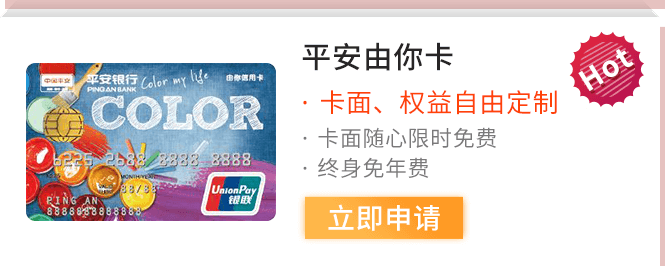 平安由你卡
Hot
· 卡面、权益自由定制
· 卡面随心限时免费
· 终身免年费
立即申请
中国平安
平安银行
PING AN BANK
Color my life
由你信用卡
COLOR
6225 2688 8888 8888
MONTH/YEAR
88/88
PING AN
8888888888888
UnionPay
银联